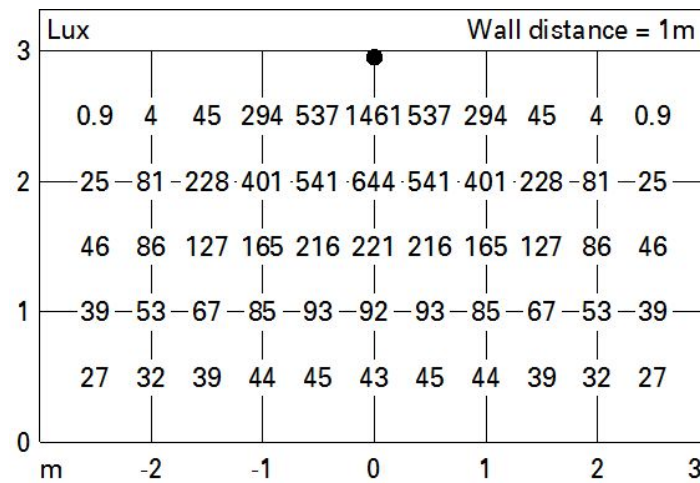 Lux Wall distance = 1m
3
0.9 4 45 294 537 1461 537 294 45 4 0.9
2 25 81 228 401 541 644 541 401 228 81 25
46 86 127 165 216 221 216 165 127 86 46
1 39 53 67 85 93 92 93 85 67 53 39
27 32 39 44 45 43 45 44 39 32 27
0
m -2 -1 0 1 2 3